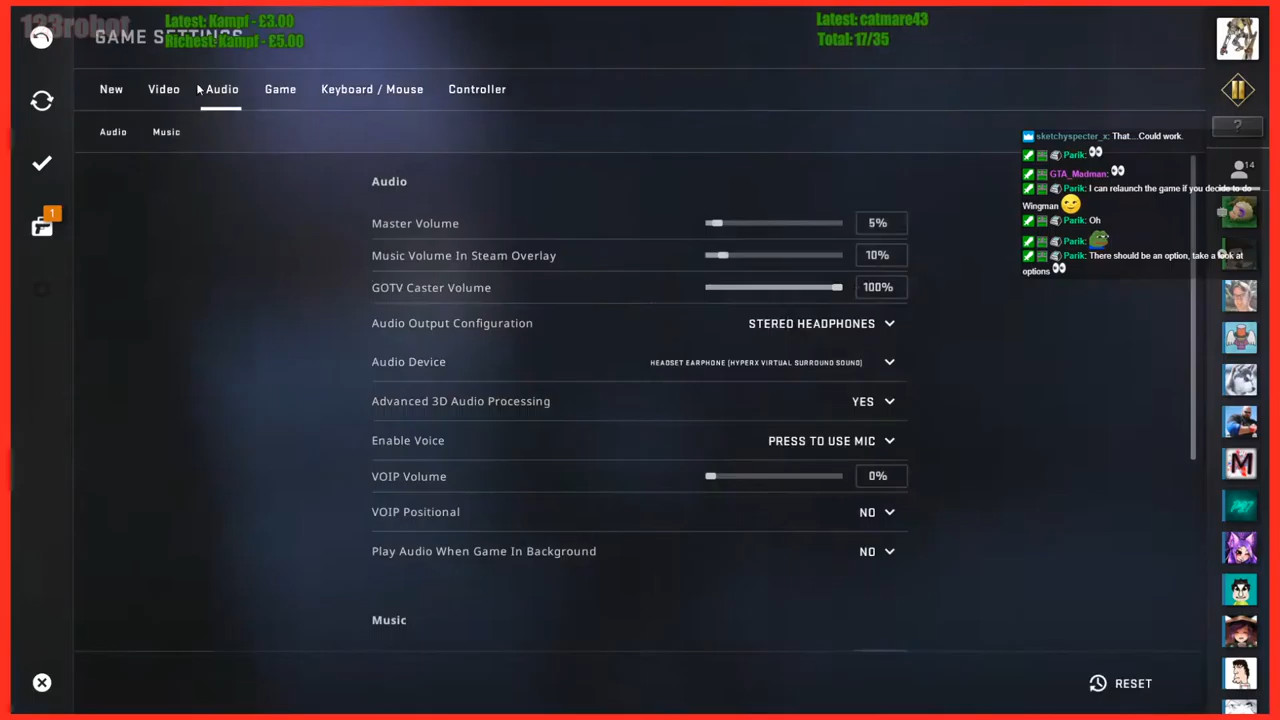 123robot
Latest: Kampf - £3.00
Richest: Kampf - £5.00
Latest: catmare43
Total: 17/35
GAME SETTINGS
New
Video
Audio
Game
Keyboard / Mouse
Controller
Audio
Music
1
?
14
sketchyspecter_x: That....Could work.
Parik:
GTA_Madman:
Parik: I can relaunch the game if you decide to do
Wingman
Parik: Oh
Parik:
Parik: There should be an option, take a look at
options
Audio
Master Volume
5%
Music Volume In Steam Overlay
10%
GOTV Caster Volume
100%
Audio Output Configuration
STEREO HEADPHONES
Audio Device
HEADSET EARPHONE (HYPERX VIRTUAL SURROUND SOUND)
Advanced 3D Audio Processing
YES
Enable Voice
PRESS TO USE MIC
VOIP Volume
0%
VOIP Positional
NO
Play Audio When Game In Background
NO
Music
M
RESET